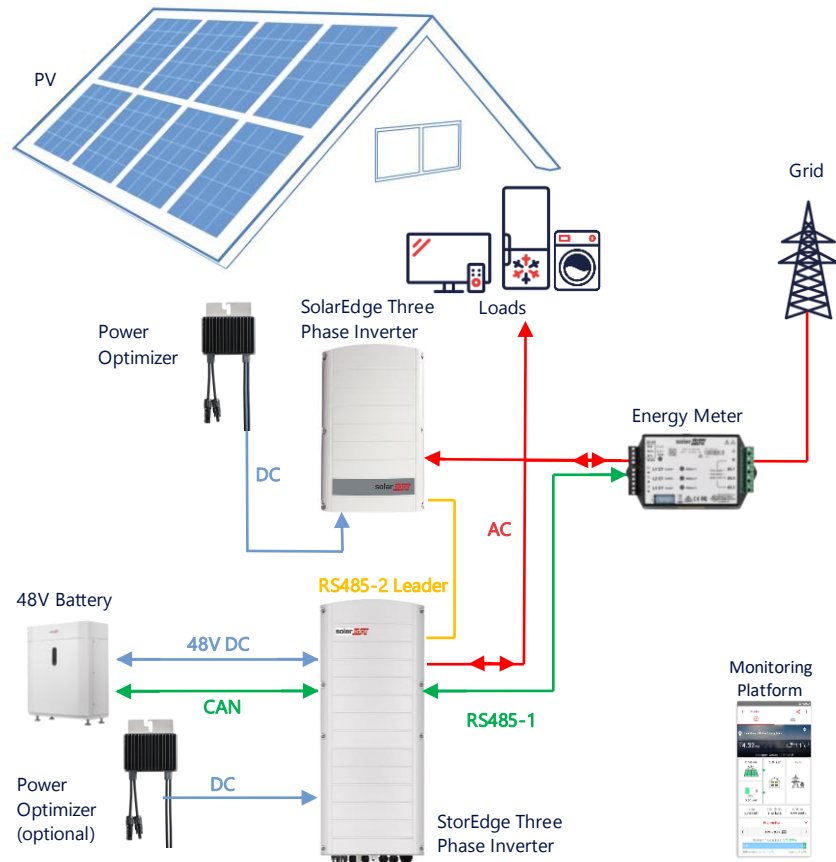 PV
Grid
Loads
SolarEdge Three
Phase Inverter
Power
Optimizer
Energy Meter
DC
AC
RS485-2 Leader
48V Battery
48V DC
CAN
RS485-1
Monitoring
Platform
Power
Optimizer
(optional)
DC
StorEdge Three
Phase Inverter